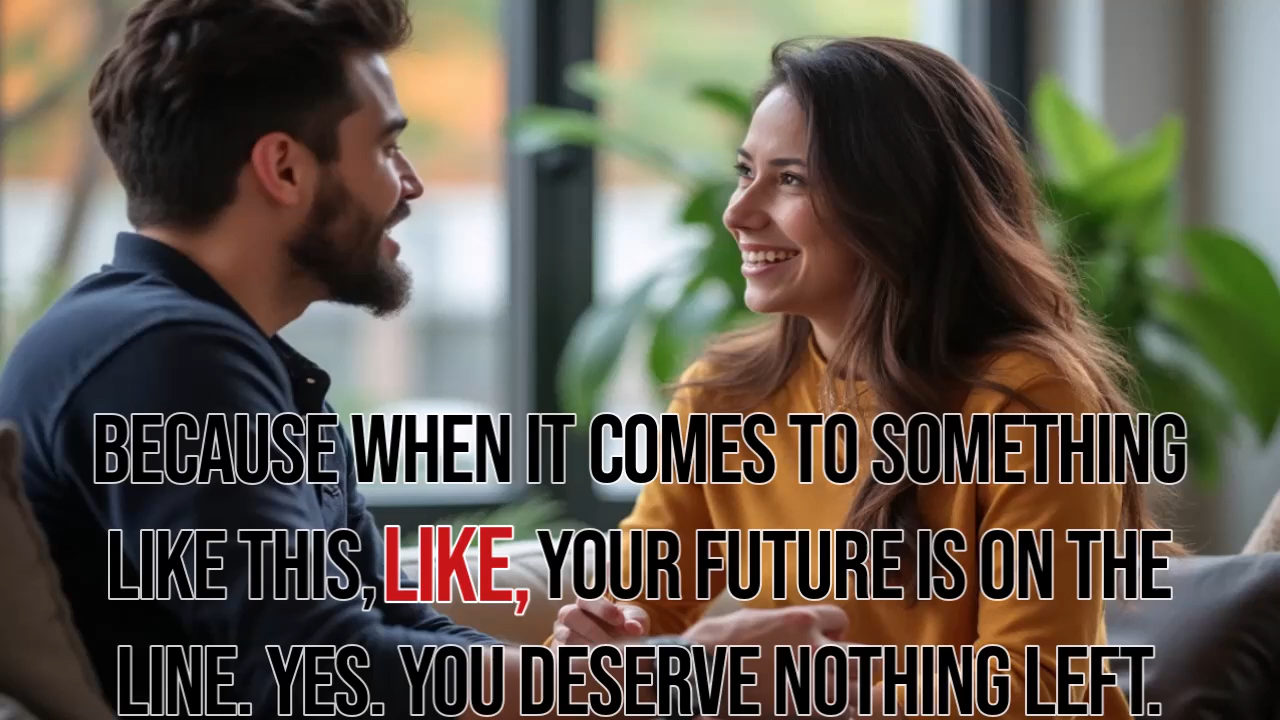 BECAUSE WHEN IT COMES TO SOMETHING
LIKE THIS, LIKE, YOUR FUTURE IS ON THE
LINE. YES. YOU DESERVE NOTHING LEFT.